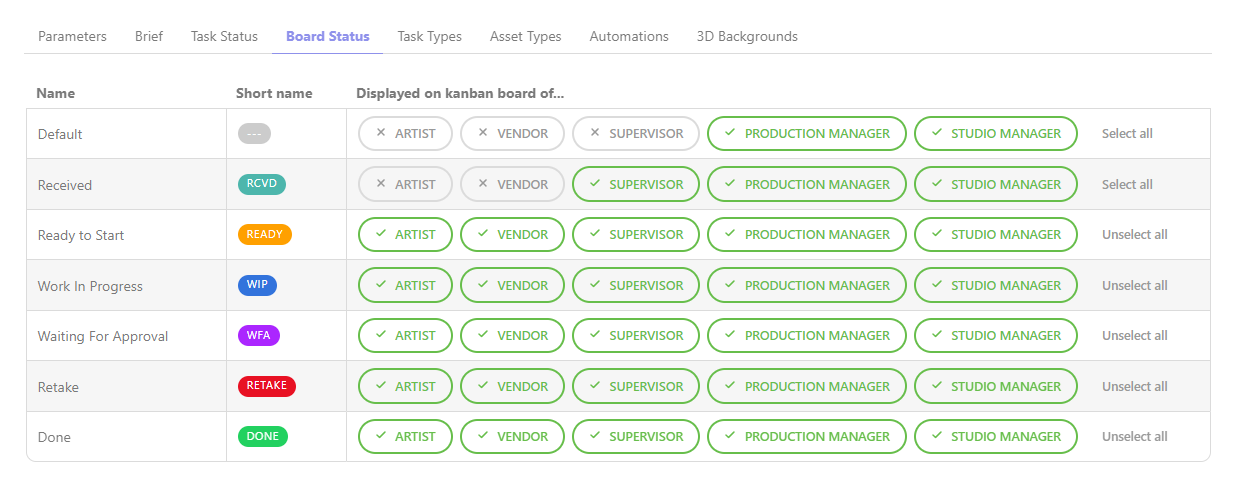 Parameters Brief Task Status Board Status Task Types Asset Types Automations 3D Backgrounds
Name Short name Displayed on kanban board of...
Default --- ARTIST VENDOR SUPERVISOR PRODUCTION MANAGER STUDIO MANAGER Select all
Received RCVD ARTIST VENDOR SUPERVISOR PRODUCTION MANAGER STUDIO MANAGER Select all
Ready to Start READY ARTIST VENDOR SUPERVISOR PRODUCTION MANAGER STUDIO MANAGER Unselect all
Work In Progress WIP ARTIST VENDOR SUPERVISOR PRODUCTION MANAGER STUDIO MANAGER Unselect all
Waiting For Approval WFA ARTIST VENDOR SUPERVISOR PRODUCTION MANAGER STUDIO MANAGER Unselect all
Retake RETAKE ARTIST VENDOR SUPERVISOR PRODUCTION MANAGER STUDIO MANAGER Unselect all
Done DONE ARTIST VENDOR SUPERVISOR PRODUCTION MANAGER STUDIO MANAGER Unselect all